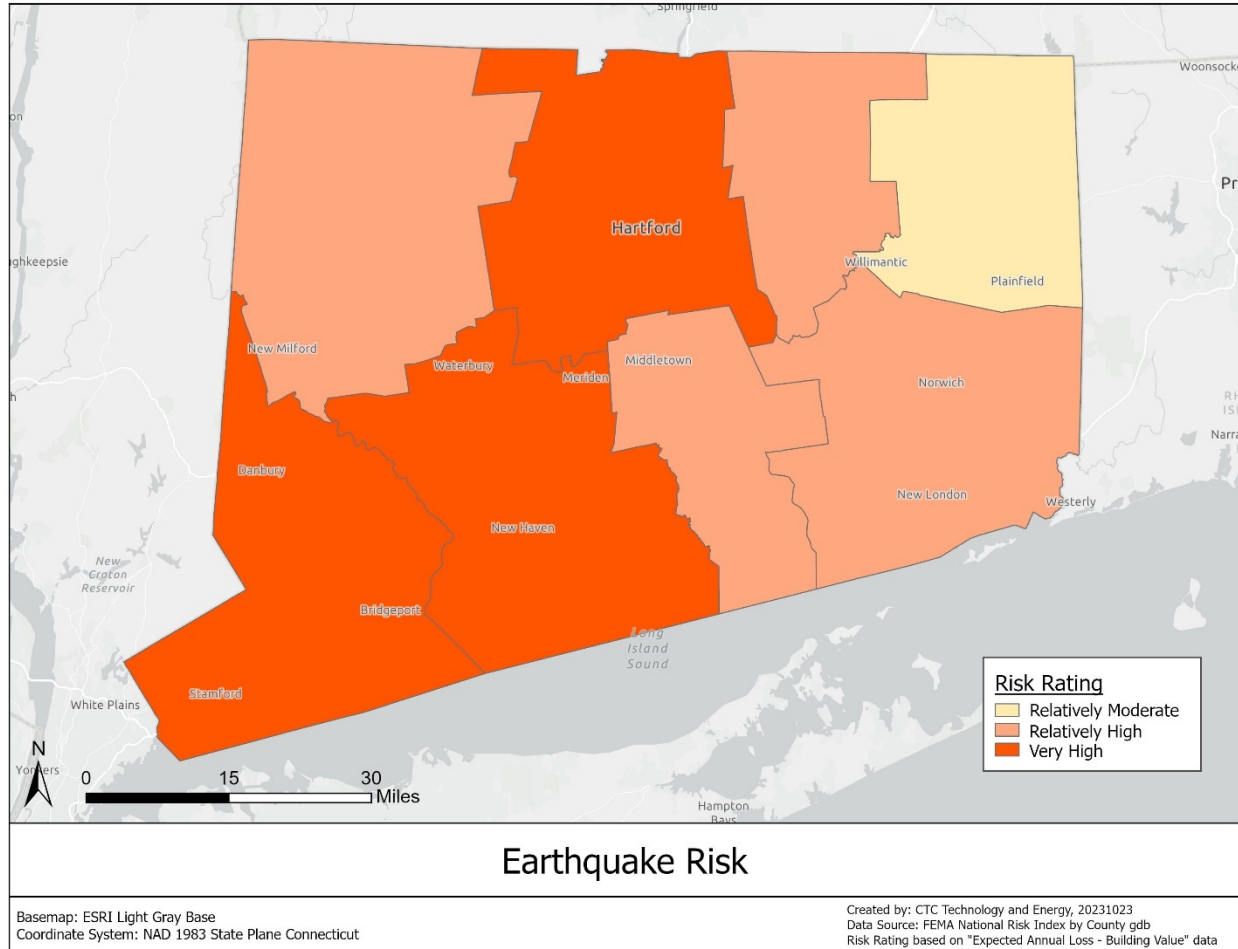 Springfield
Woonsocke
on
Hartford
Pr
ghkeepsie
Willimantic
Plainfield
New Milford
Waterbury
Meriden
Middletown
Norwich
h
RH
ISL
Narra
Danbury
New London
Westerly
New Haven
New
Croton
Reservoir
Bridgeport
Long
Island
Sound
Stamford
White Plains
Risk Rating
Relatively Moderate
Relatively High
Very High
N
Yonkers
0 15 30
Miles
Hampton
Bays
Earthquake Risk
Basemap: ESRI Light Gray Base
Coordinate System: NAD 1983 State Plane Connecticut
Created by: CTC Technology and Energy, 20231023
Data Source: FEMA National Risk Index by County gdb
Risk Rating based on "Expected Annual Loss - Building Value" data